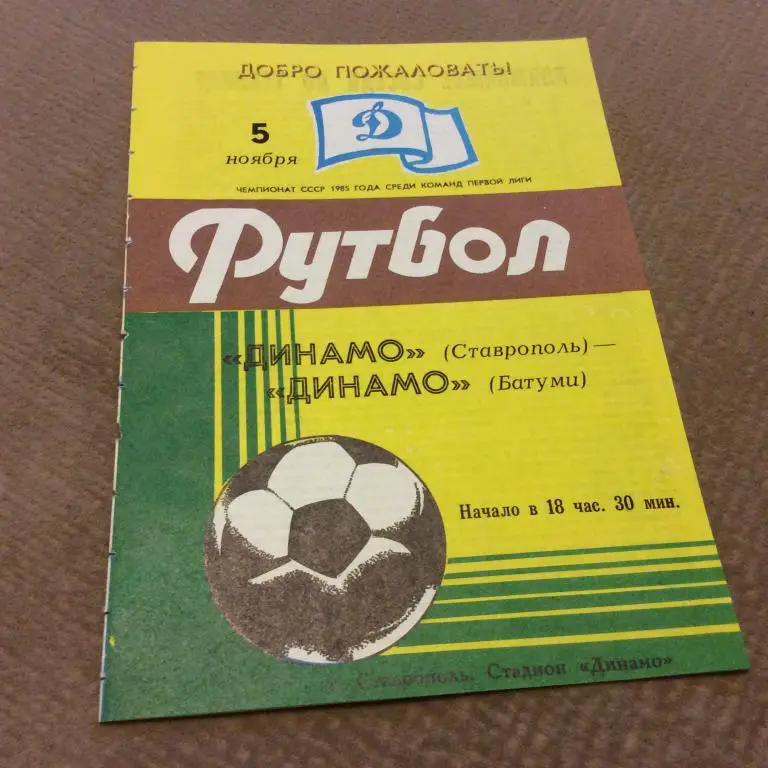 ДОБРО ПОЖАЛОВАТЬ!
Д
5
ноября
ЧЕМПИОНАТ СССР 1985 ГОДА СРЕДИ КОМАНД ПЕРВОЙ ЛИГИ
Футбол
«ДИНАМО» (Ставрополь) —
«ДИНАМО» (Батуми)
Начало в 18 час. 30 мин.
Ставрополь. Стадион «Динамо»